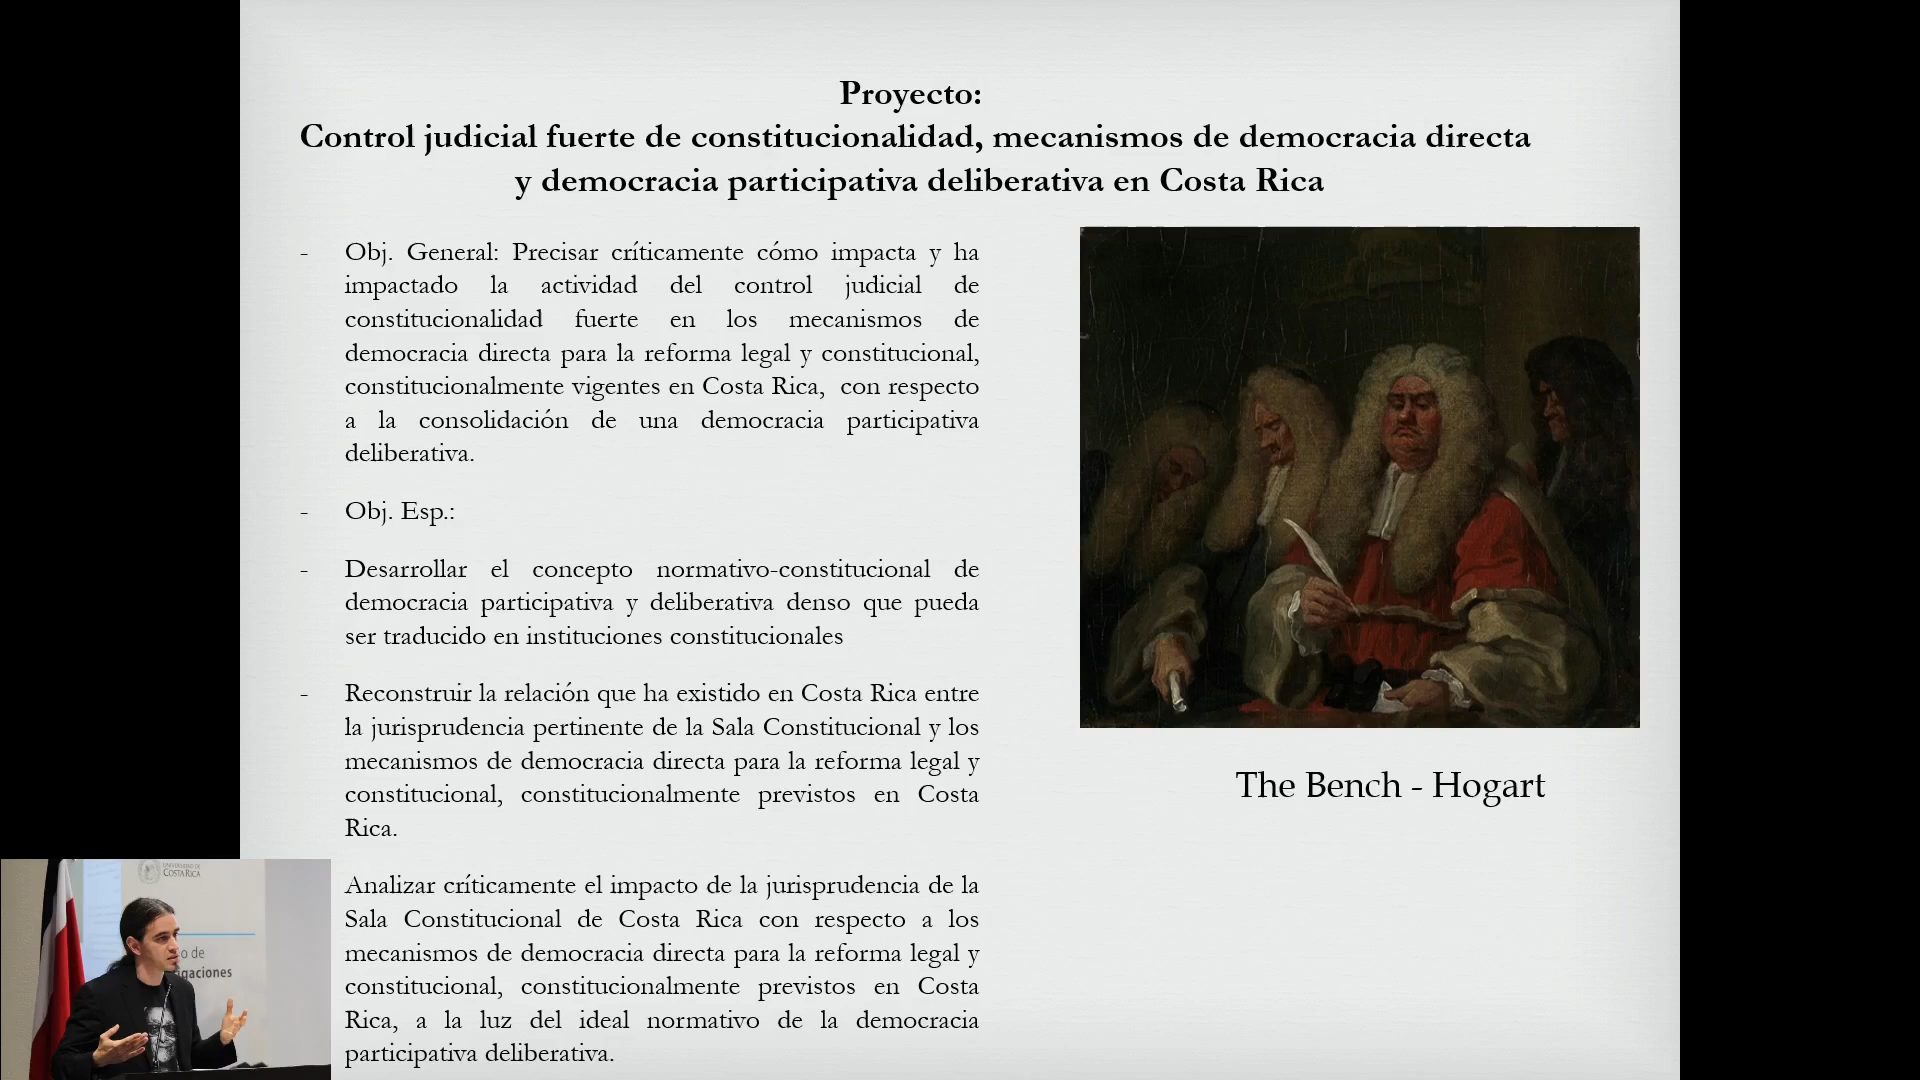 Proyecto:
Control judicial fuerte de constitucionalidad, mecanismos de democracia directa
y democracia participativa deliberativa en Costa Rica
- Obj. General: Precisar críticamente cómo impacta y ha
impactado la actividad del control judicial de
constitucionalidad fuerte en los mecanismos de
democracia directa para la reforma legal y constitucional,
constitucionalmente vigentes en Costa Rica, con respecto
a la consolidación de una democracia participativa
deliberativa.
- Obj. Esp.:
- Desarrollar el concepto normativo-constitucional de
democracia participativa y deliberativa denso que pueda
ser traducido en instituciones constitucionales
- Reconstruir la relación que ha existido en Costa Rica entre
la jurisprudencia pertinente de la Sala Constitucional y los
mecanismos de democracia directa para la reforma legal y
constitucional, constitucionalmente previstos en Costa
Rica.
Analizar críticamente el impacto de la jurisprudencia de la
Sala Constitucional de Costa Rica con respecto a los
mecanismos de democracia directa para la reforma legal y
constitucional, constitucionalmente previstos en Costa
Rica, a la luz del ideal normativo de la democracia
participativa deliberativa.
The Bench - Hogart
UNIVERSIDAD DE
COSTA RICA
o de
igaciones